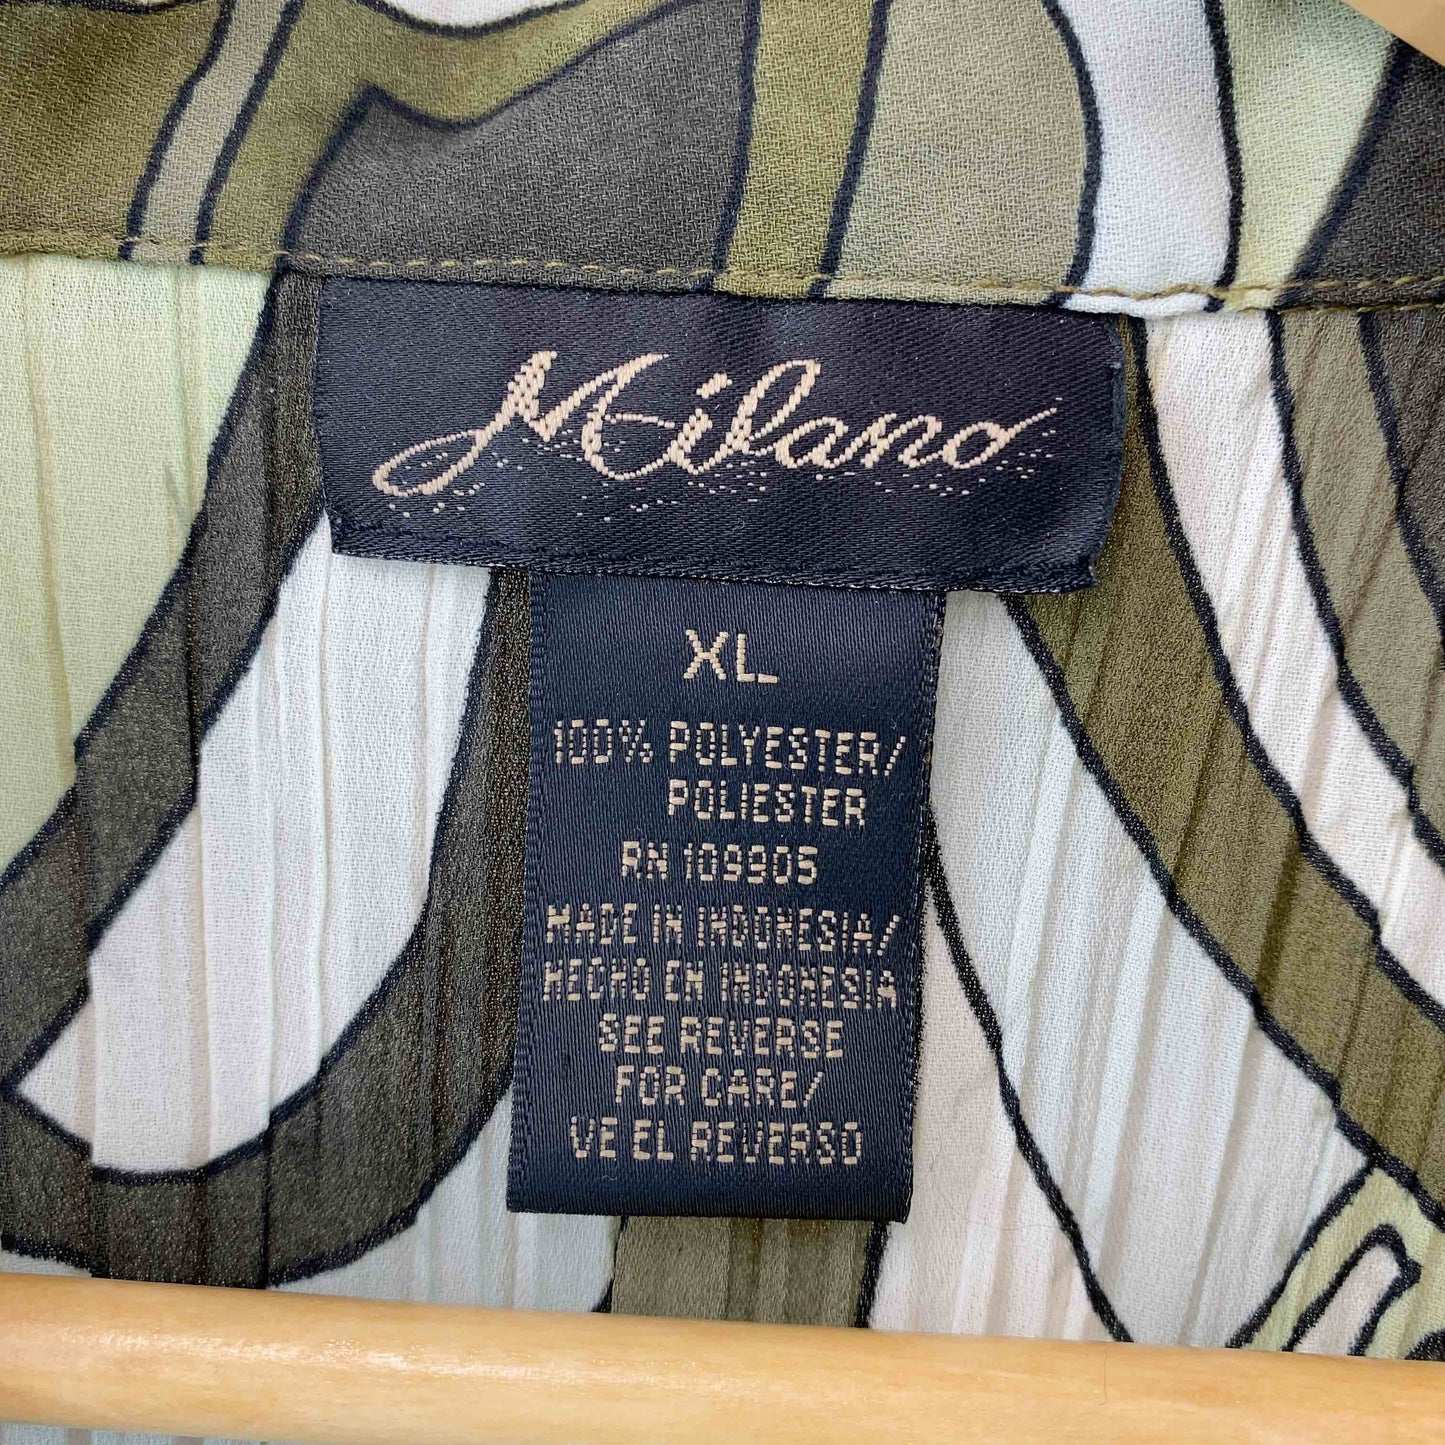 Milano
XL
100% POLYESTER/
POLIESTER
RN 109905
MADE IN INDONESIA/
HECHO EN INDONESIA
SEE REVERSE
FOR CARE/
VE EL REVERSO